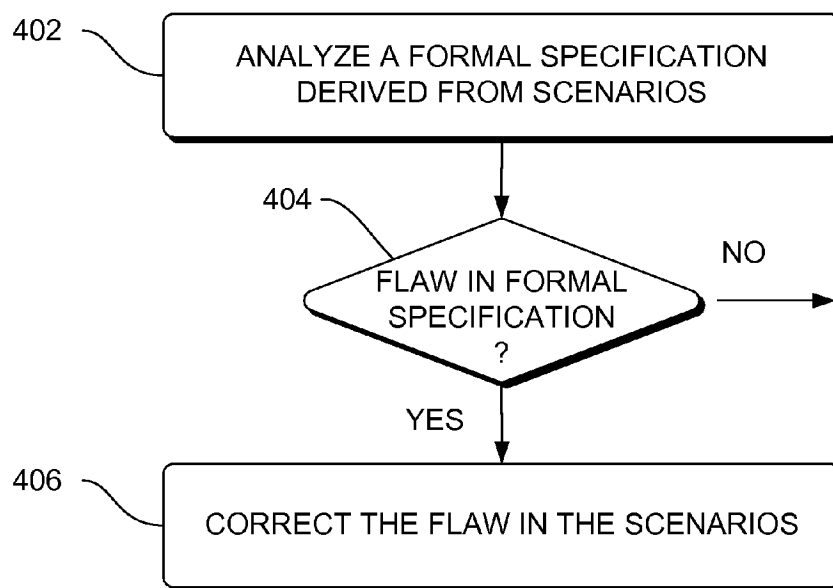 402
ANALYZE A FORMAL SPECIFICATION
DERIVED FROM SCENARIOS
404
FLAW IN FORMAL
SPECIFICATION
?
NO
YES
406
CORRECT THE FLAW IN THE SCENARIOS